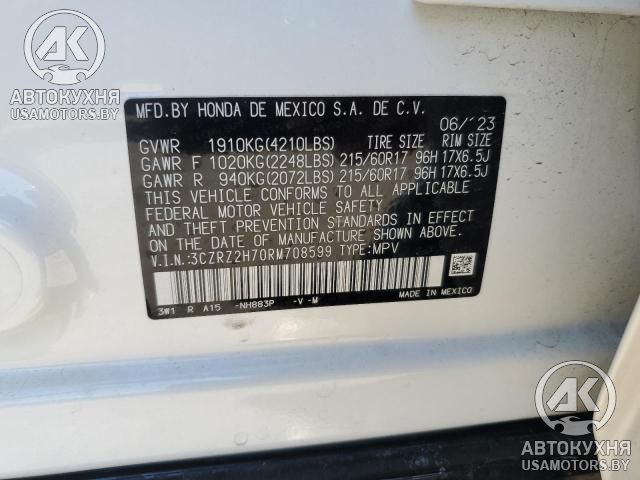 AK
АВТОКУХНЯ
USAMOTORS.BY
MFD.BY HONDA DE MEXICO S.A. DE C.V.
06/'23
GVWR 1910KG(4210LBS) TIRE SIZE RIM SIZE
GAWR F 1020KG(2248LBS) 215/60R17 96H 17X6.5J
GAWR R 940KG(2072LBS) 215/60R17 96H 17X6.5J
THIS VEHICLE CONFORMS TO ALL APPLICABLE
FEDERAL MOTOR VEHICLE SAFETY
AND THEFT PREVENTION STANDARDS IN EFFECT
ON THE DATE OF MANUFACTURE SHOWN ABOVE.
V.I.N.:3CZRZ2H70RM708599 TYPE:MPV
3W1 R A15 -NH883P -V-M MADE IN MEXICO
AK
АВТОКУХНЯ
USAMOTORS.BY